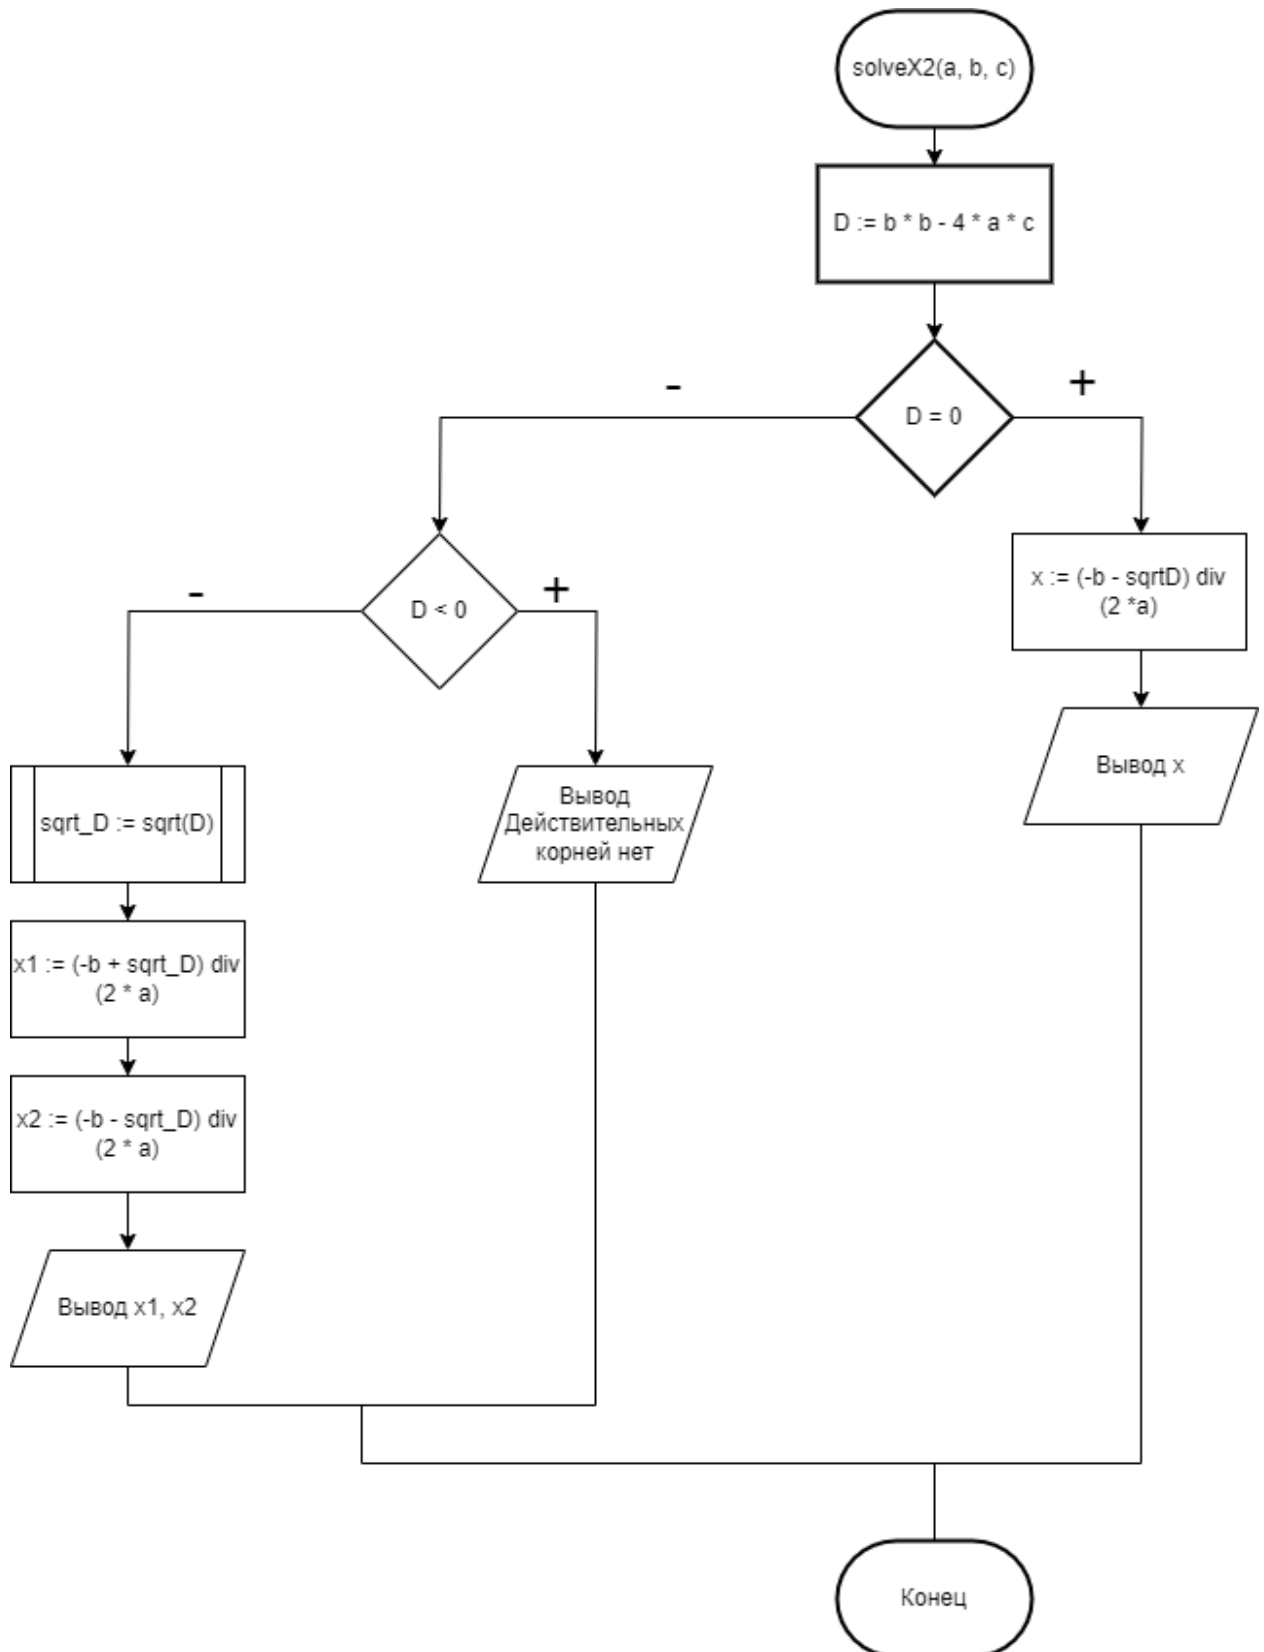 solveX2(a, b, c)
D := b * b - 4 * a * c
-
+
D = 0
-
+
D < 0
x := (-b - sqrtD) div
(2 *a)
Вывод x
sqrt_D := sqrt(D)
Вывод
Действительных
корней нет
x1 := (-b + sqrt_D) div
(2 * a)
x2 := (-b - sqrt_D) div
(2 * a)
Вывод x1, x2
Конец